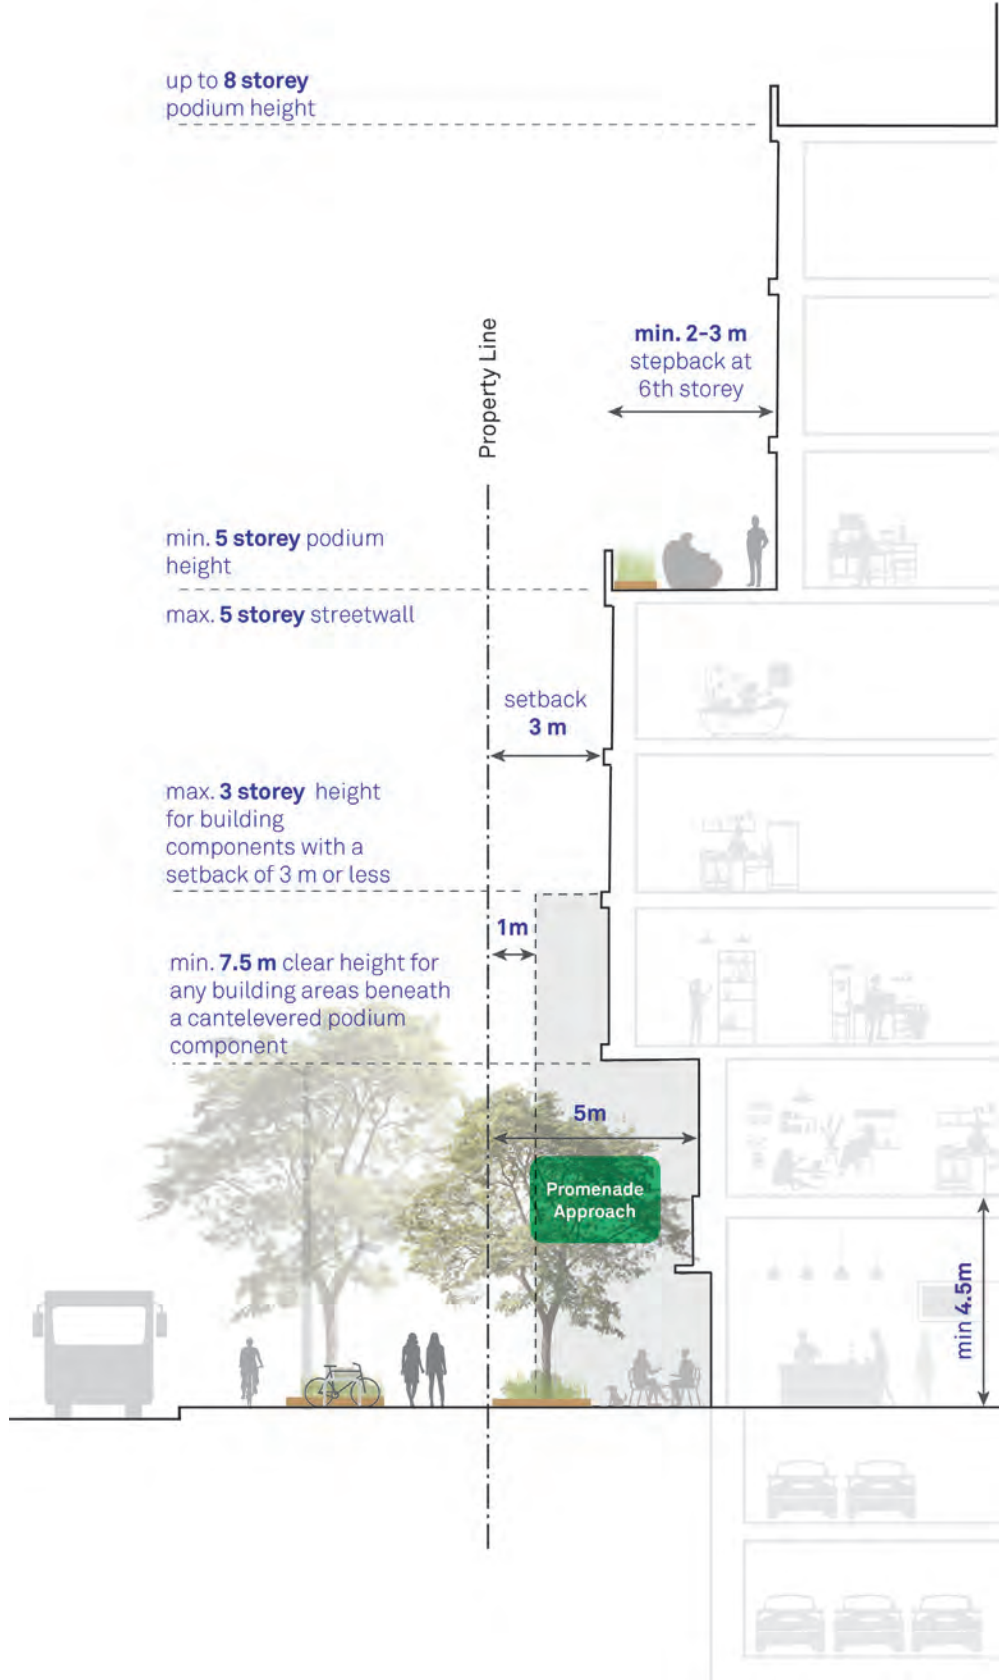 up to 8 storey
podium height
Property Line
min. 2-3 m
stepback at
6th storey
min. 5 storey podium
height
max. 5 storey streetwall
setback
3 m
max. 3 storey height
for building
components with a
setback of 3 m or less
1m
min. 7.5 m clear height for
any building areas beneath
a cantelevered podium
component
5m
Promenade
Approach
min 4.5m